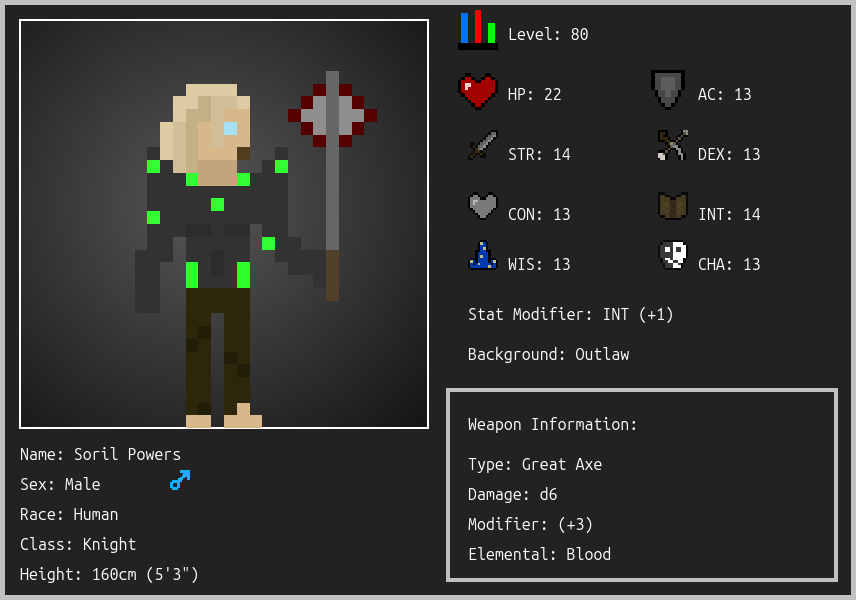 Level: 80
HP: 22
AC: 13
STR: 14
DEX: 13
CON: 13
INT: 14
WIS: 13
CHA: 13
Stat Modifier: INT (+1)
Background: Outlaw
Weapon Information:
Type: Great Axe
Damage: d6
Modifier: (+3)
Elemental: Blood
Name: Soril Powers
Sex: Male
Race: Human
Class: Knight
Height: 160cm (5'3")